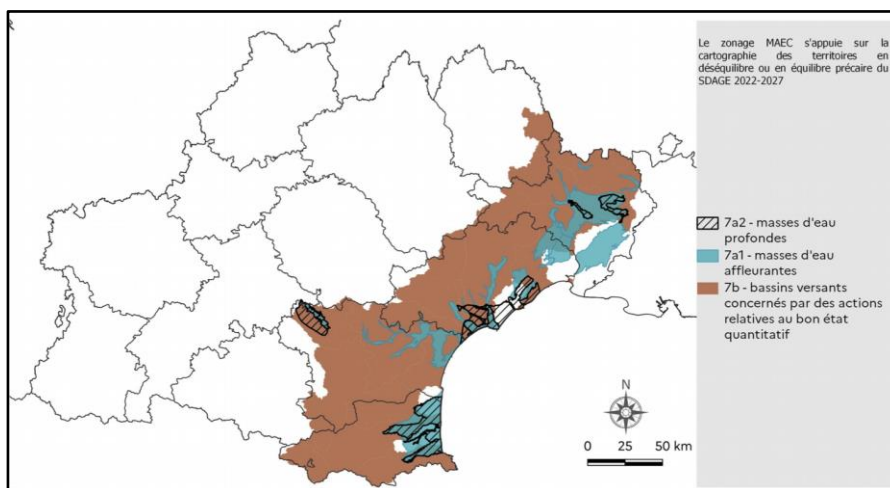 Le zonage MAEC s'appuie sur la
cartographie des territoires en
déséquilibre ou en équilibre précaire du
SDAGE 2022-2027
7a2 - masses d'eau
profondes
7a1 - masses d'eau
affleurantes
7b - bassins versants
concernés par des actions
relatives au bon état
quantitatif
N
0 25 50 km